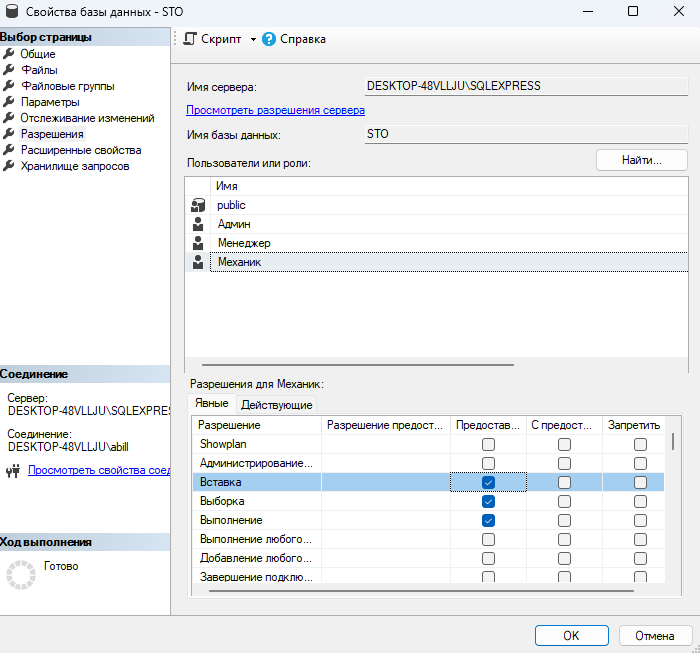 Свойства базы данных - STO
Выбор страницы
Общие
Файлы
Файловые группы
Параметры
Отслеживание изменений
Разрешения
Расширенные свойства
Хранилище запросов
Скрипт
Справка
Имя сервера:
DESKTOP-48VLLJU\SQLEXPRESS
Просмотреть разрешения сервера
Имя базы данных:
STO
Пользователи или роли:
Найти...
Имя
public
Админ
Менеджер
Механик
Соединение
Сервер:
DESKTOP-48VLLJU\SQLEXPRES
Соединение:
DESKTOP-48VLLJU\abill
Просмотреть свойства соед
Ход выполнения
Готово
Разрешения для Механик:
Явные
Действующие
Разрешение
Разрешение предост...
Предостав...
С предост...
Запретить
Showplan
Администрирование...
Вставка
Выборка
Выполнение
Выполнение любого...
Добавление любого...
Завершение подклю...
OK
Отмена